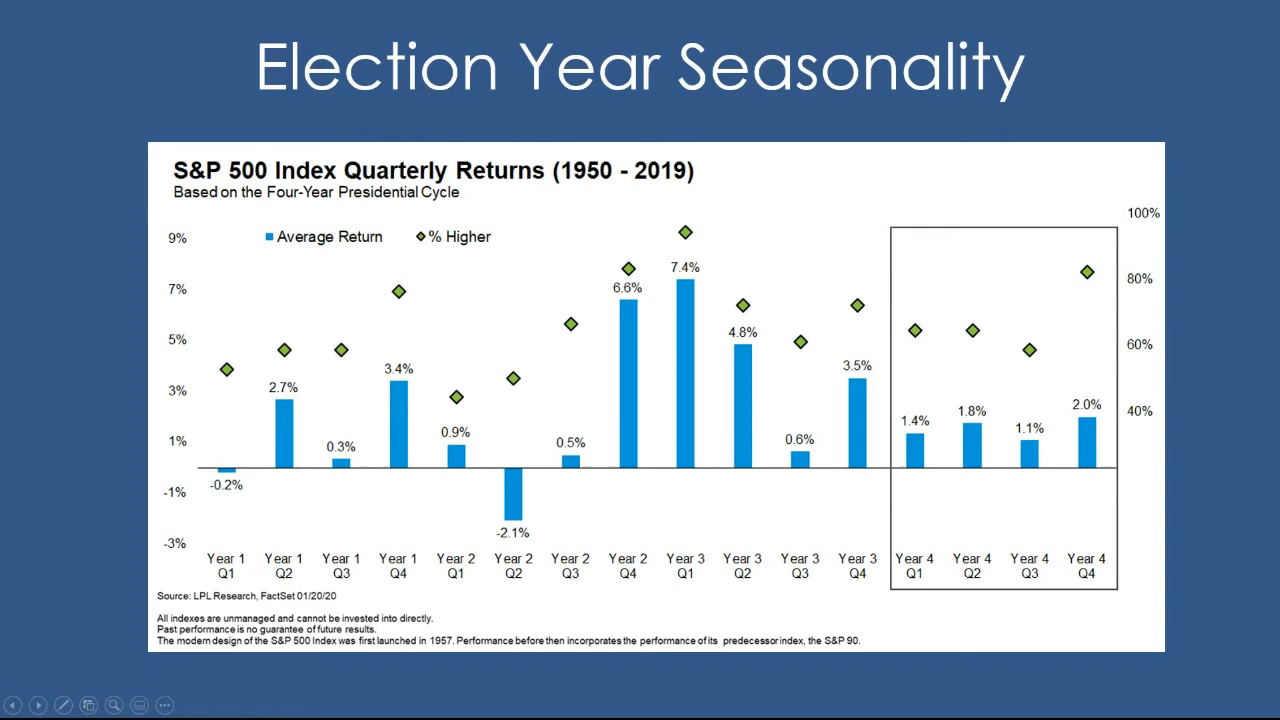 Election Year Seasonality
S&P 500 Index Quarterly Returns (1950 - 2019)
Based on the Four-Year Presidential Cycle
100%
9%
Average Return
% Higher
7.4%
80%
7%
6.6%
5%
4.8%
60%
3.4%
3.5%
3%
2.7%
40%
2.0%
1.8%
1.4%
1.1%
1%
0.9%
0.3%
0.5%
0.6%
-0.2%
-1%
-2.1%
-3%
Year 1 Year 1 Year 1 Year 1 Year 2 Year 2 Year 2 Year 2 Year 3 Year 3 Year 3 Year 3 Year 4 Year 4 Year 4 Year 4
Q1 Q2 Q3 Q4 Q1 Q2 Q3 Q4 Q1 Q2 Q3 Q4 Q1 Q2 Q3 Q4
Source: LPL Research, FactSet 01/20/20
All indexes are unmanaged and cannot be invested into directly.
Past performance is no guarantee of future results.
The modern design of the S&P 500 Index was first launched in 1957. Performance before then incorporates the performance of its predecessor index, the S&P 90.